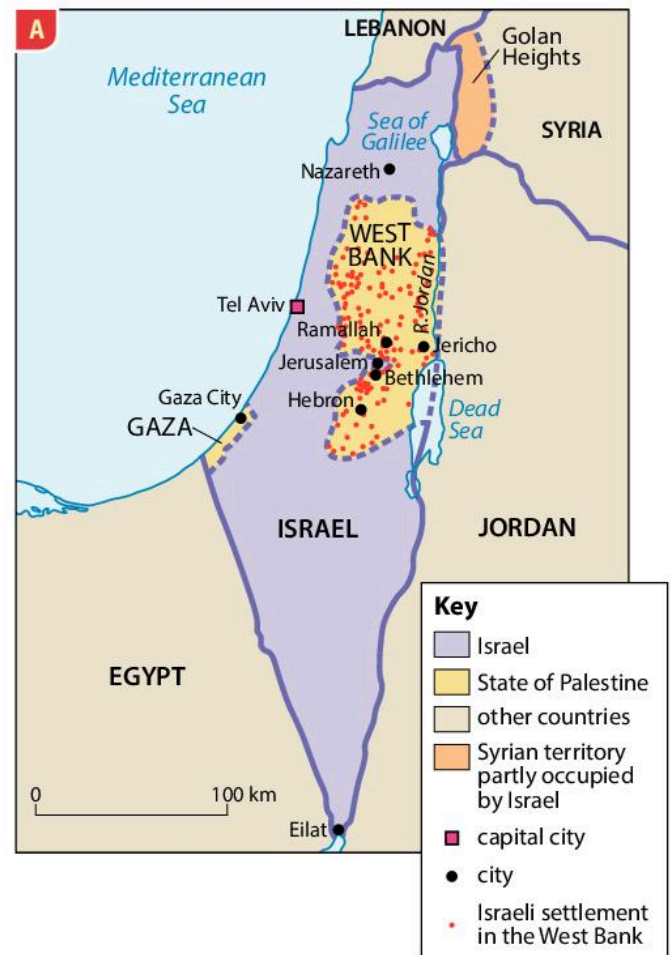 A
LEBANON
Golan
Heights
Mediterranean
Sea
Sea of
Galilee
SYRIA
Nazareth
WEST
BANK
R. Jordan
Tel Aviv
Ramallah
Jericho
Jerusalem
Bethlehem
Gaza City
Hebron
GAZA
Dead
Sea
ISRAEL
JORDAN
EGYPT
0 100 km
Eilat
Key
Israel
State of Palestine
other countries
Syrian territory
partly occupied
by Israel
capital city
city
Israeli settlement
in the West Bank